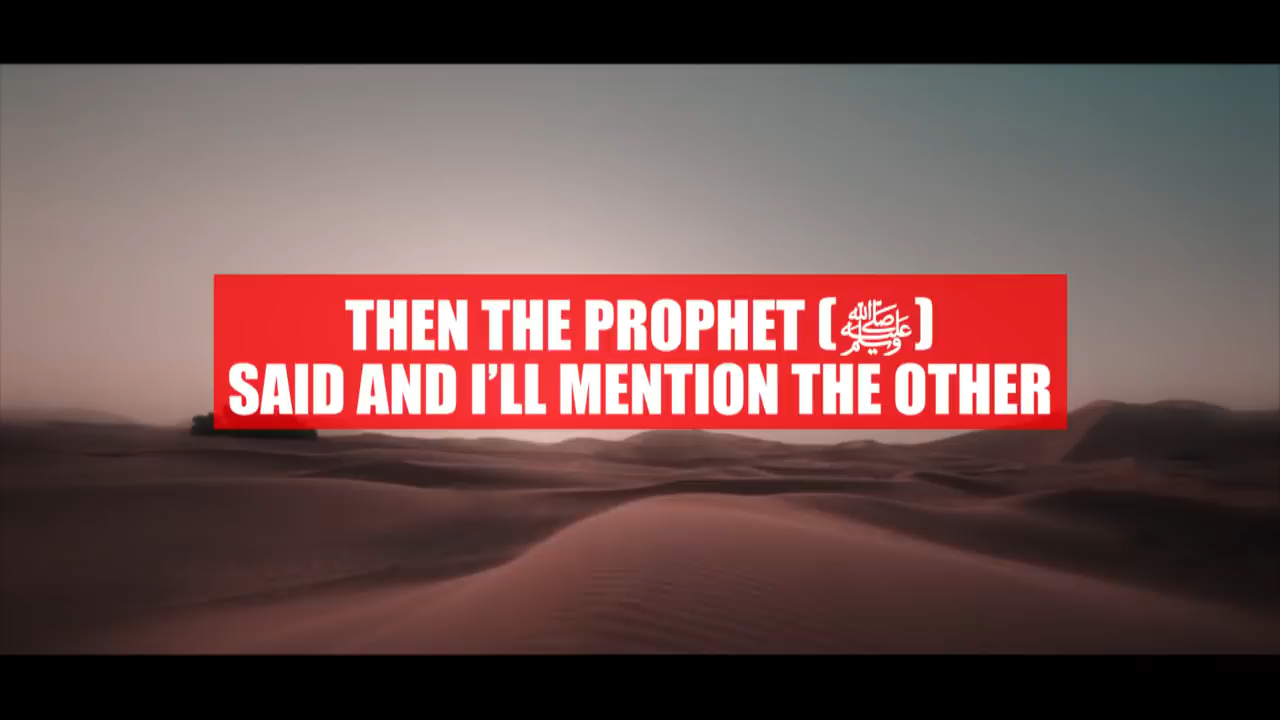 THEN THE PROPHET (ﷺ)
SAID AND I'LL MENTION THE OTHER